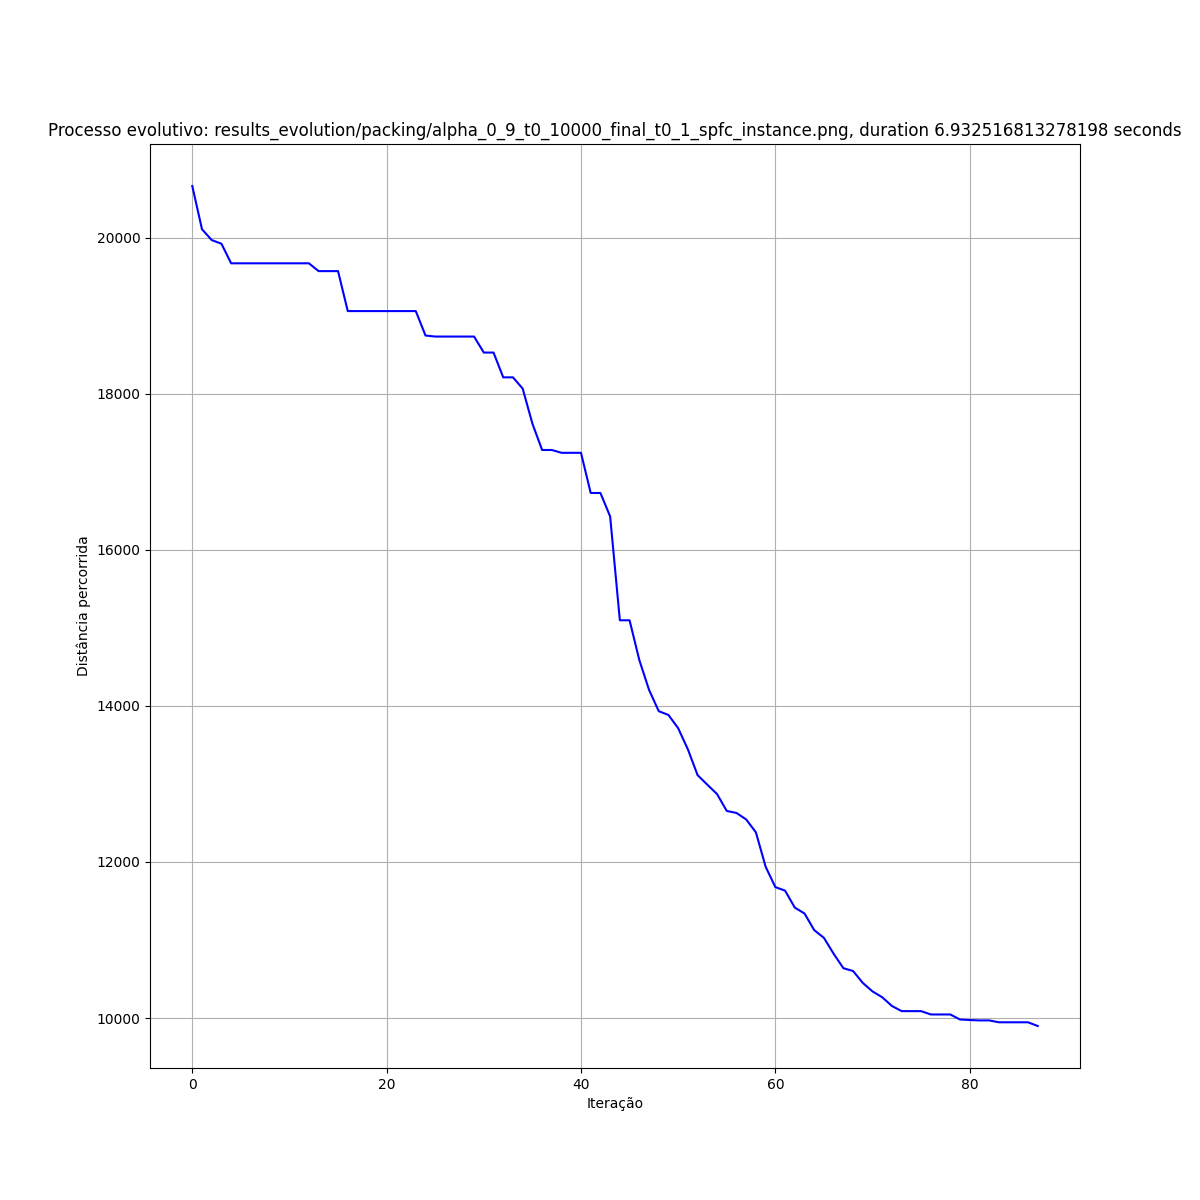 Processo evolutivo: results_evolution/packing/alpha_0_9_t0_10000_final_t0_1_spfc_instance.png, duration 6.932516813278198 seconds
20000
18000
16000
14000
12000
10000
Distância percorrida
0 20 40 60 80
Iteração